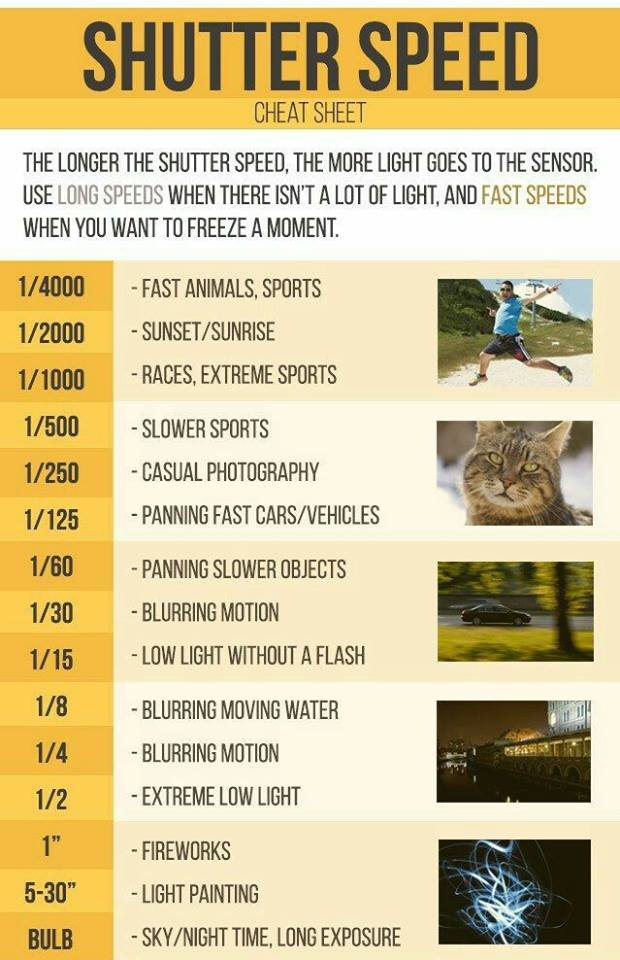 SHUTTER SPEED
CHEAT SHEET
THE LONGER THE SHUTTER SPEED, THE MORE LIGHT GOES TO THE SENSOR.
USE LONG SPEEDS WHEN THERE ISN'T A LOT OF LIGHT, AND FAST SPEEDS
WHEN YOU WANT TO FREEZE A MOMENT.
1/4000 - FAST ANIMALS, SPORTS
1/2000 - SUNSET/SUNRISE
1/1000 - RACES, EXTREME SPORTS
1/500 - SLOWER SPORTS
1/250 - CASUAL PHOTOGRAPHY
1/125 - PANNING FAST CARS/VEHICLES
1/60 - PANNING SLOWER OBJECTS
1/30 - BLURRING MOTION
1/15 - LOW LIGHT WITHOUT A FLASH
1/8 - BLURRING MOVING WATER
1/4 - BLURRING MOTION
1/2 - EXTREME LOW LIGHT
1" - FIREWORKS
5-30" - LIGHT PAINTING
BULB - SKY/NIGHT TIME, LONG EXPOSURE